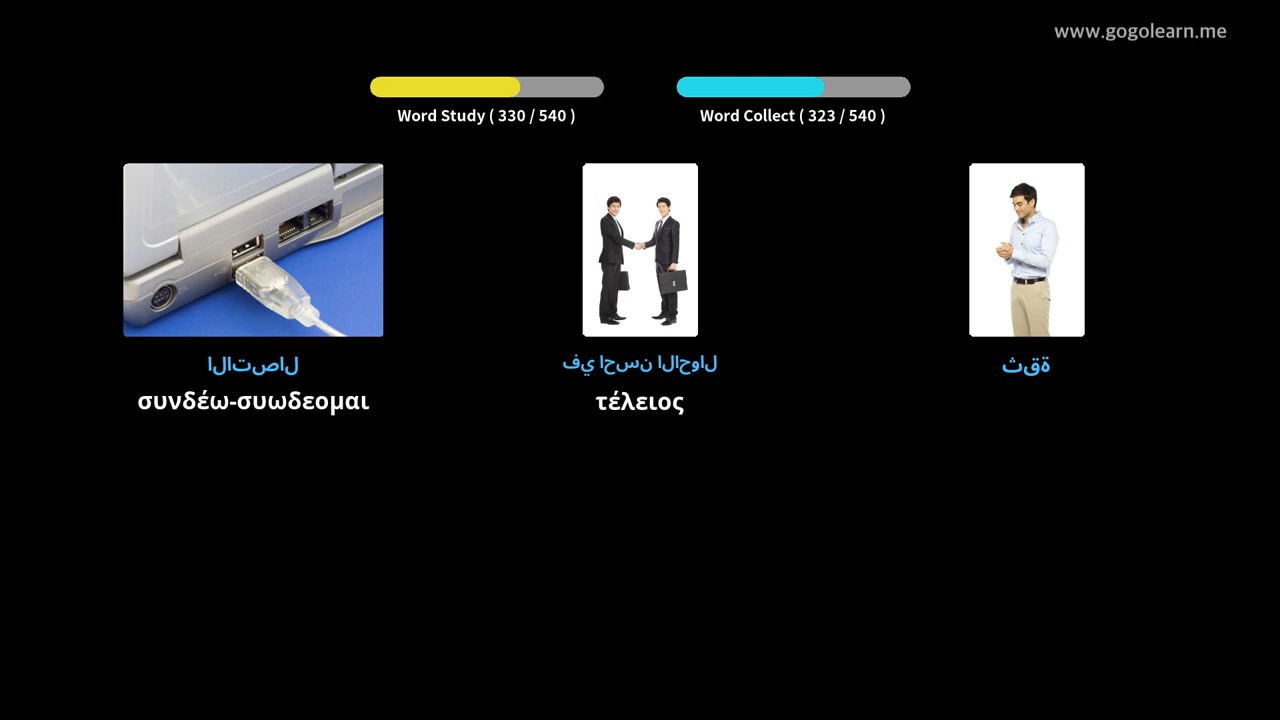 www.gogolearn.me
Word Study ( 330 / 540 )
Word Collect ( 323 / 540 )
الاتصال
في احسن الاحوال
ثقة
συνδέω-συωδεομαι
τέλειος